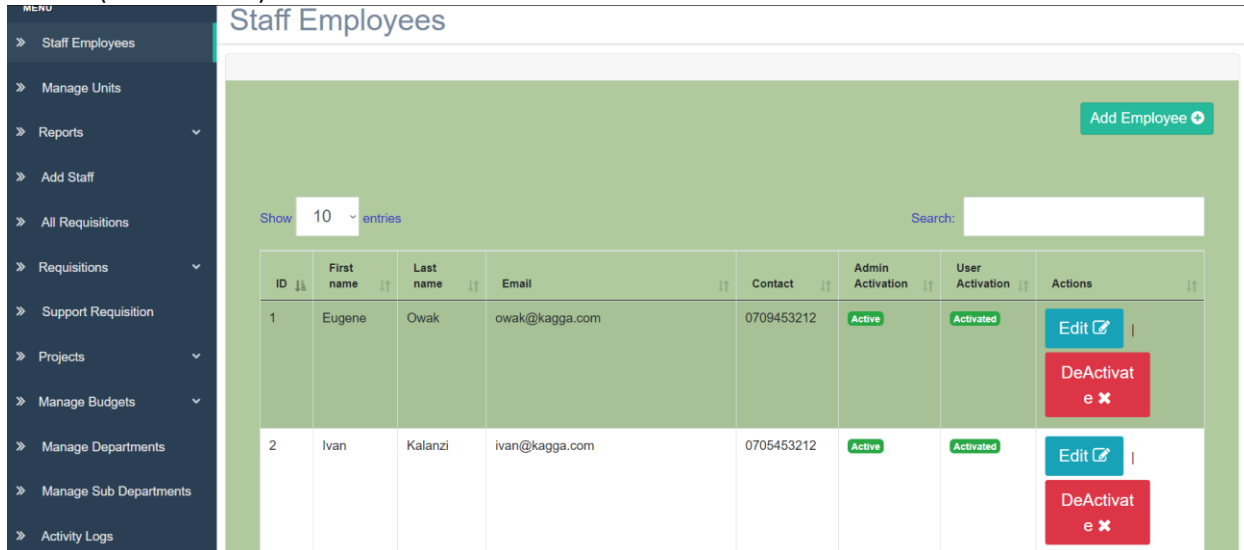 MENU
Staff Employees
Staff Employees
Manage Units
Reports
Add Staff
All Requisitions
Requisitions
Support Requisition
Projects
Manage Budgets
Manage Departments
Manage Sub Departments
Activity Logs
Add Employee
Show 10 entries Search:
ID First name Last name Email Contact Admin Activation User Activation Actions
1 Eugene Owak owak@kagga.com 0709453212 Active Activated Edit |
DeActivat
e
2 Ivan Kalanzi ivan@kagga.com 0705453212 Active Activated Edit |
DeActivat
e